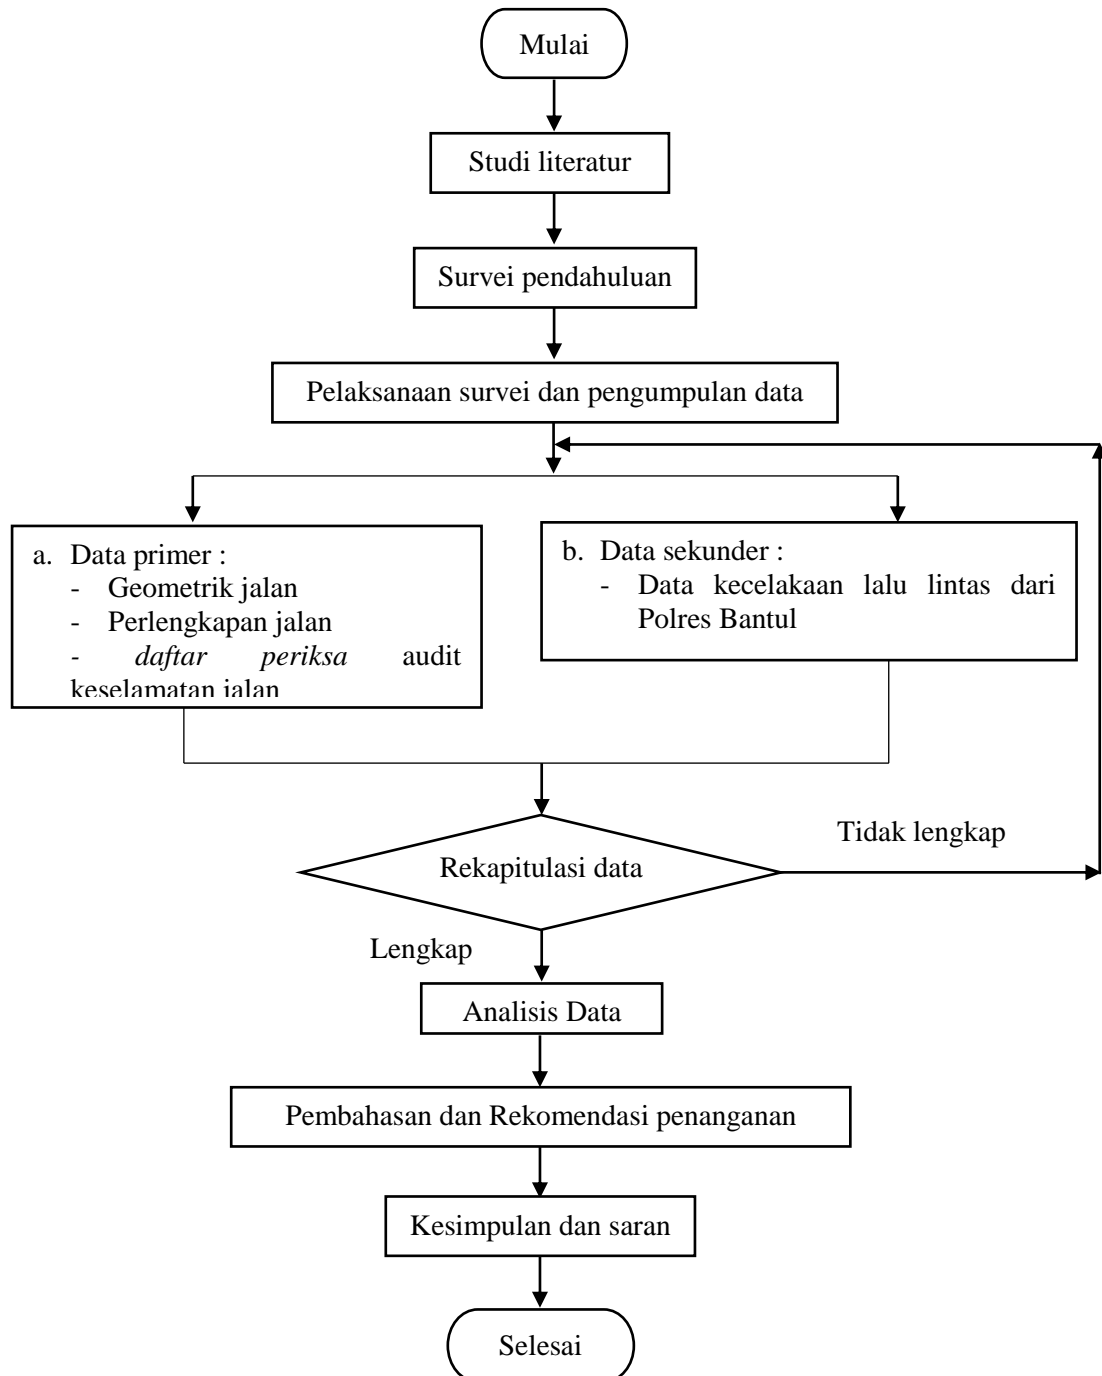 Mulai
Studi literatur
Survei pendahuluan
Pelaksanaan survei dan pengumpulan data
a. Data primer :
- Geometrik jalan
- Perlengkapan jalan
- daftar periksa audit
keselamatan jalan
b. Data sekunder :
- Data kecelakaan lalu lintas dari
Polres Bantul
Tidak lengkap
Rekapitulasi data
Lengkap
Analisis Data
Pembahasan dan Rekomendasi penanganan
Kesimpulan dan saran
Selesai